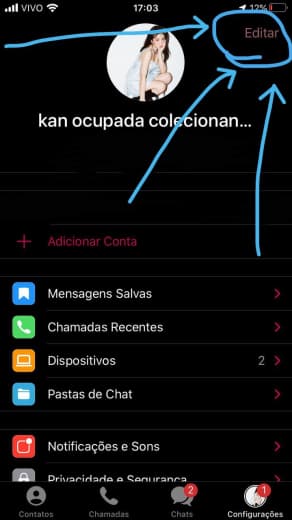 VIVO 17:03 12%
Editar
kan ocupada colecionan...
Adicionar Conta
Mensagens Salvas
Chamadas Recentes
Dispositivos 2
Pastas de Chat
Notificações e Sons
Privacidade e Segurança
2 1
Contatos Chamadas Chats Configurações